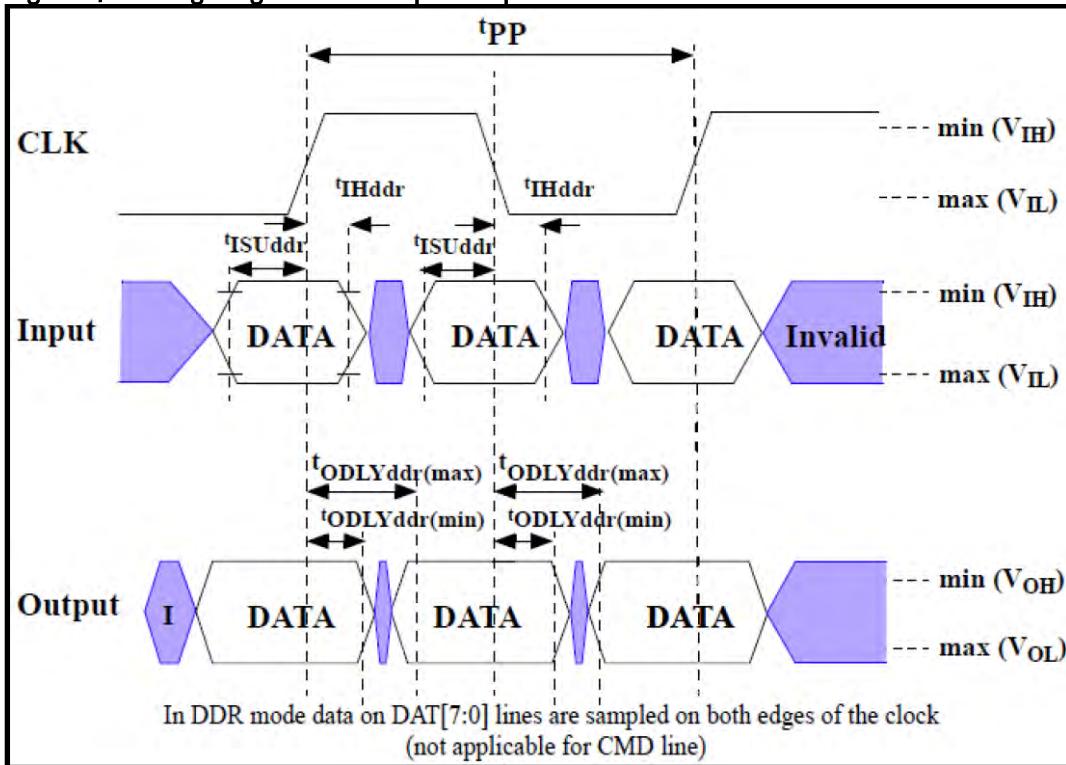 tPP
CLK
min (VIH)
tIHddr
tIHddr
max (VIL)
tISUddr
tISUddr
min (VIH)
Input
DATA
DATA
DATA
Invalid
max (VIL)
tODLYddr(max)
tODLYddr(max)
tODLYddr(min)
tODLYddr(min)
min (VOH)
Output
I
DATA
DATA
DATA
max (VOL)
In DDR mode data on DAT[7:0] lines are sampled on both edges of the clock
(not applicable for CMD line)